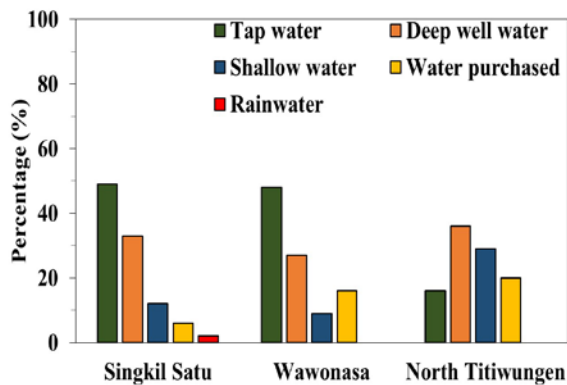 100
80
60
40
20
0
Percentage (%)
Tap water
Deep well water
Shallow water
Water purchased
Rainwater
Singkil Satu
Wawonasa
North Titiwungen